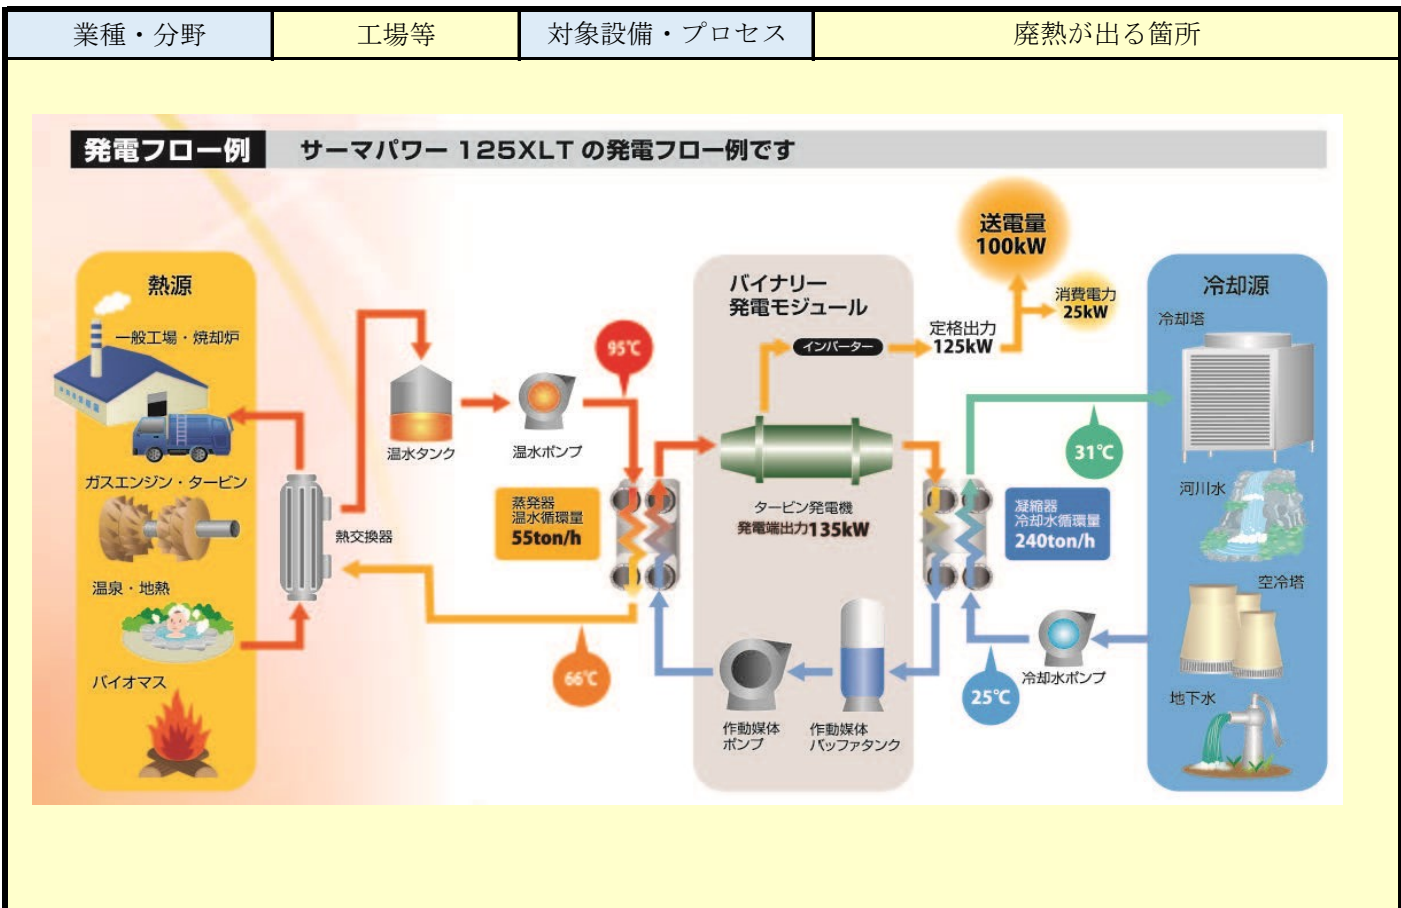 業種・分野
工場等
対象設備・プロセス
廃熱が出る箇所
発電フロー例
サーマパワー 125XLT の発電フロー例です
熱源
一般工場・焼却炉
ガスエンジン・タービン
温泉・地熱
バイオマス
熱交換器
温水タンク
温水ポンプ
95℃
蒸発器
温水循環量
55ton/h
66℃
バイナリー
発電モジュール
インバーター
タービン発電機
発電端出力135kW
作動媒体
ポンプ
作動媒体
バッファタンク
定格出力
125kW
送電量
100kW
消費電力
25kW
31℃
凝縮器
冷却水循環量
240ton/h
25℃
冷却水ポンプ
冷却源
冷却塔
河川水
空冷塔
地下水